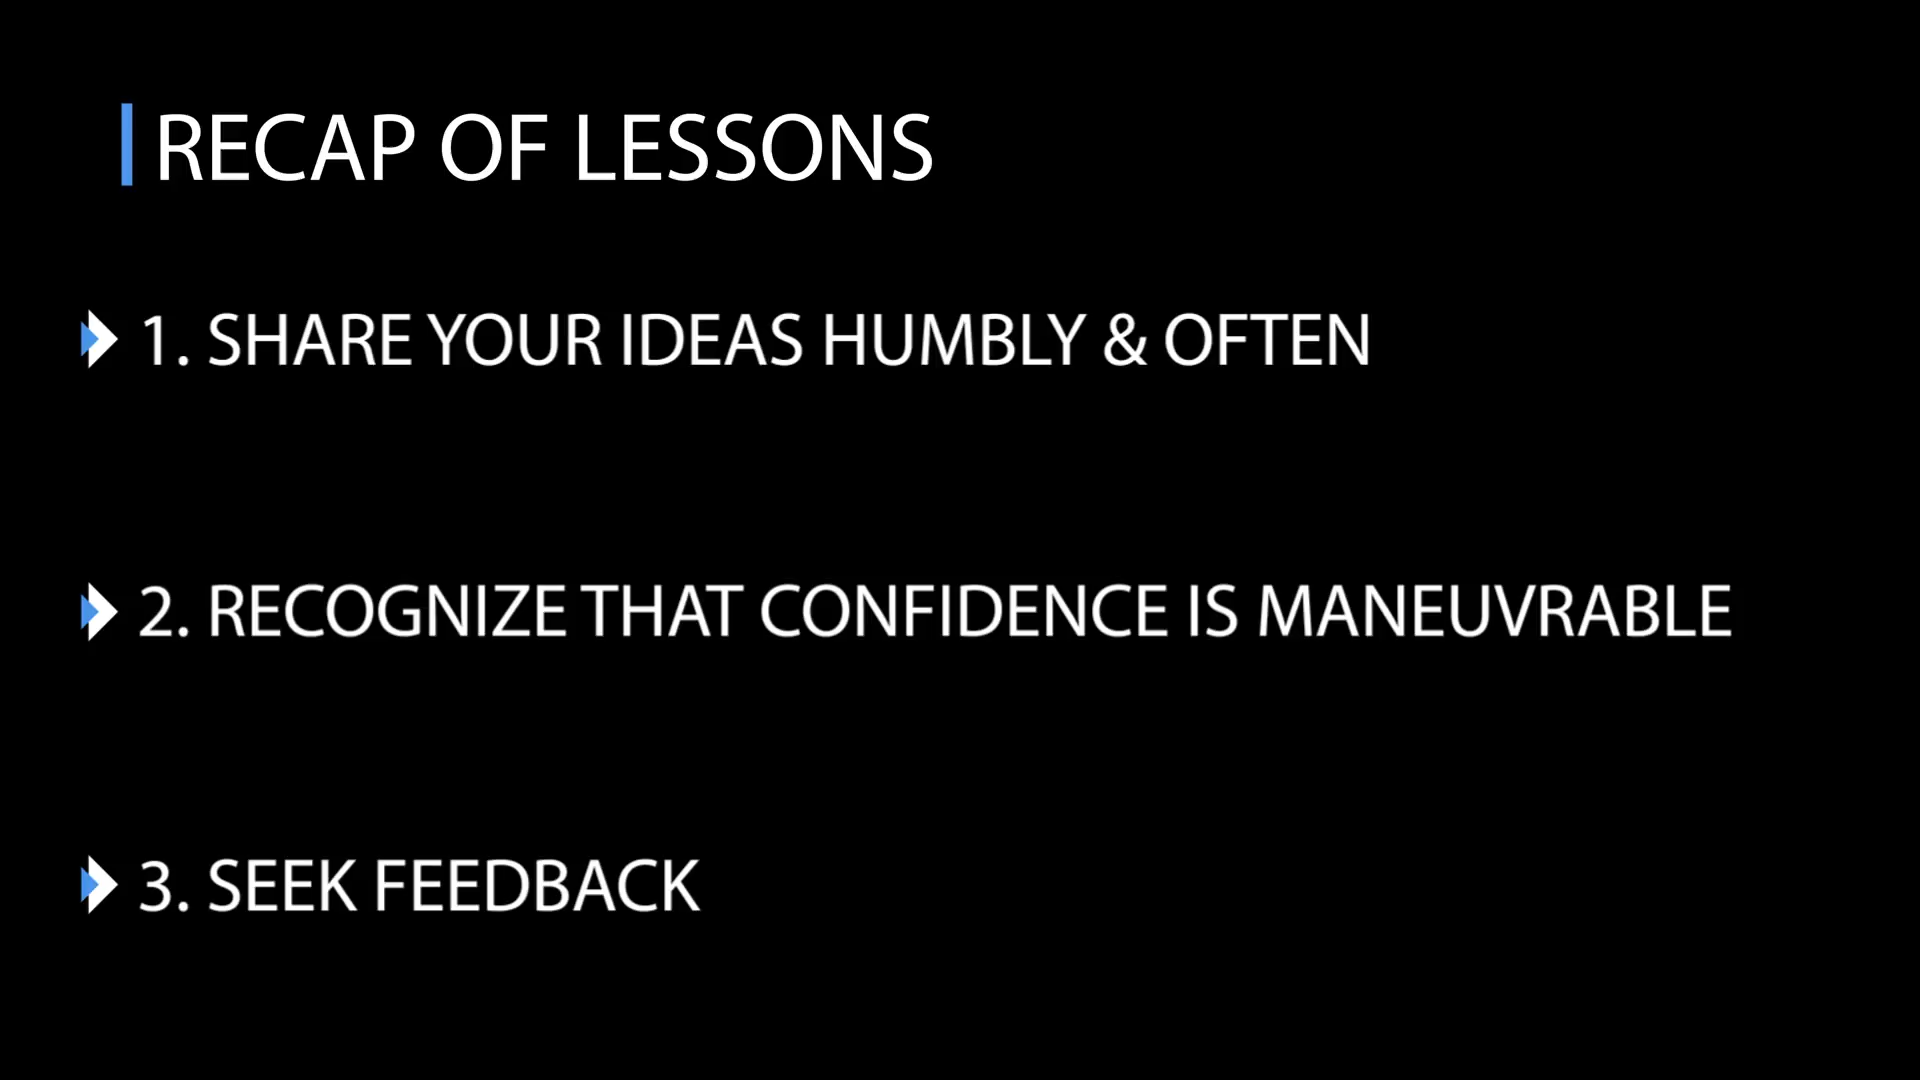 RECAP OF LESSONS
1. SHARE YOUR IDEAS HUMBLY & OFTEN
2. RECOGNIZE THAT CONFIDENCE IS MANEUVRABLE
3. SEEK FEEDBACK